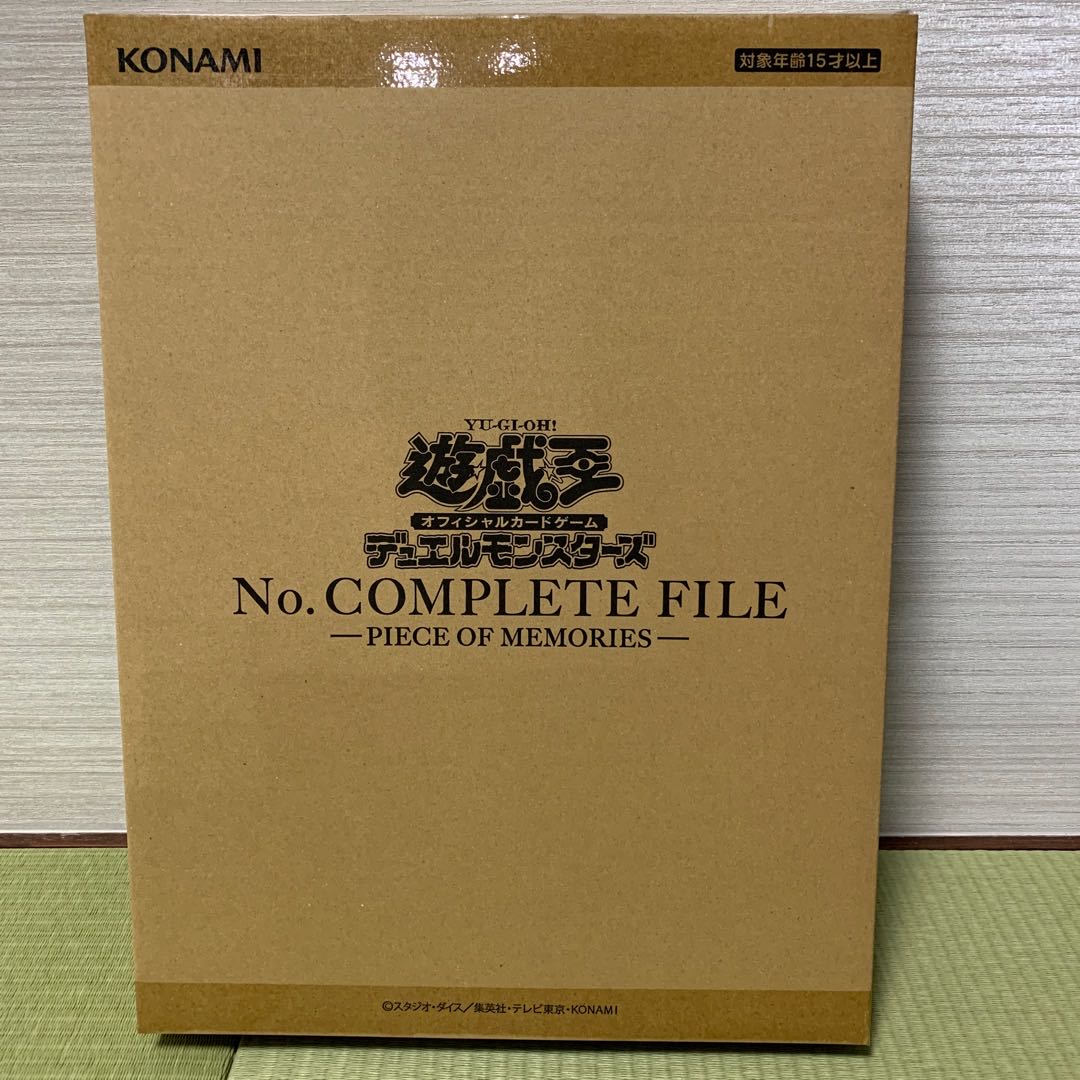 KONAMI
対象年齢15才以上
YU-GI-OH!
遊戯王
オフィシャルカードゲーム
デュエルモンスターズ
No. COMPLETE FILE
—PIECE OF MEMORIES—
©スタジオ・ダイス／集英社・テレビ東京・KONAMI